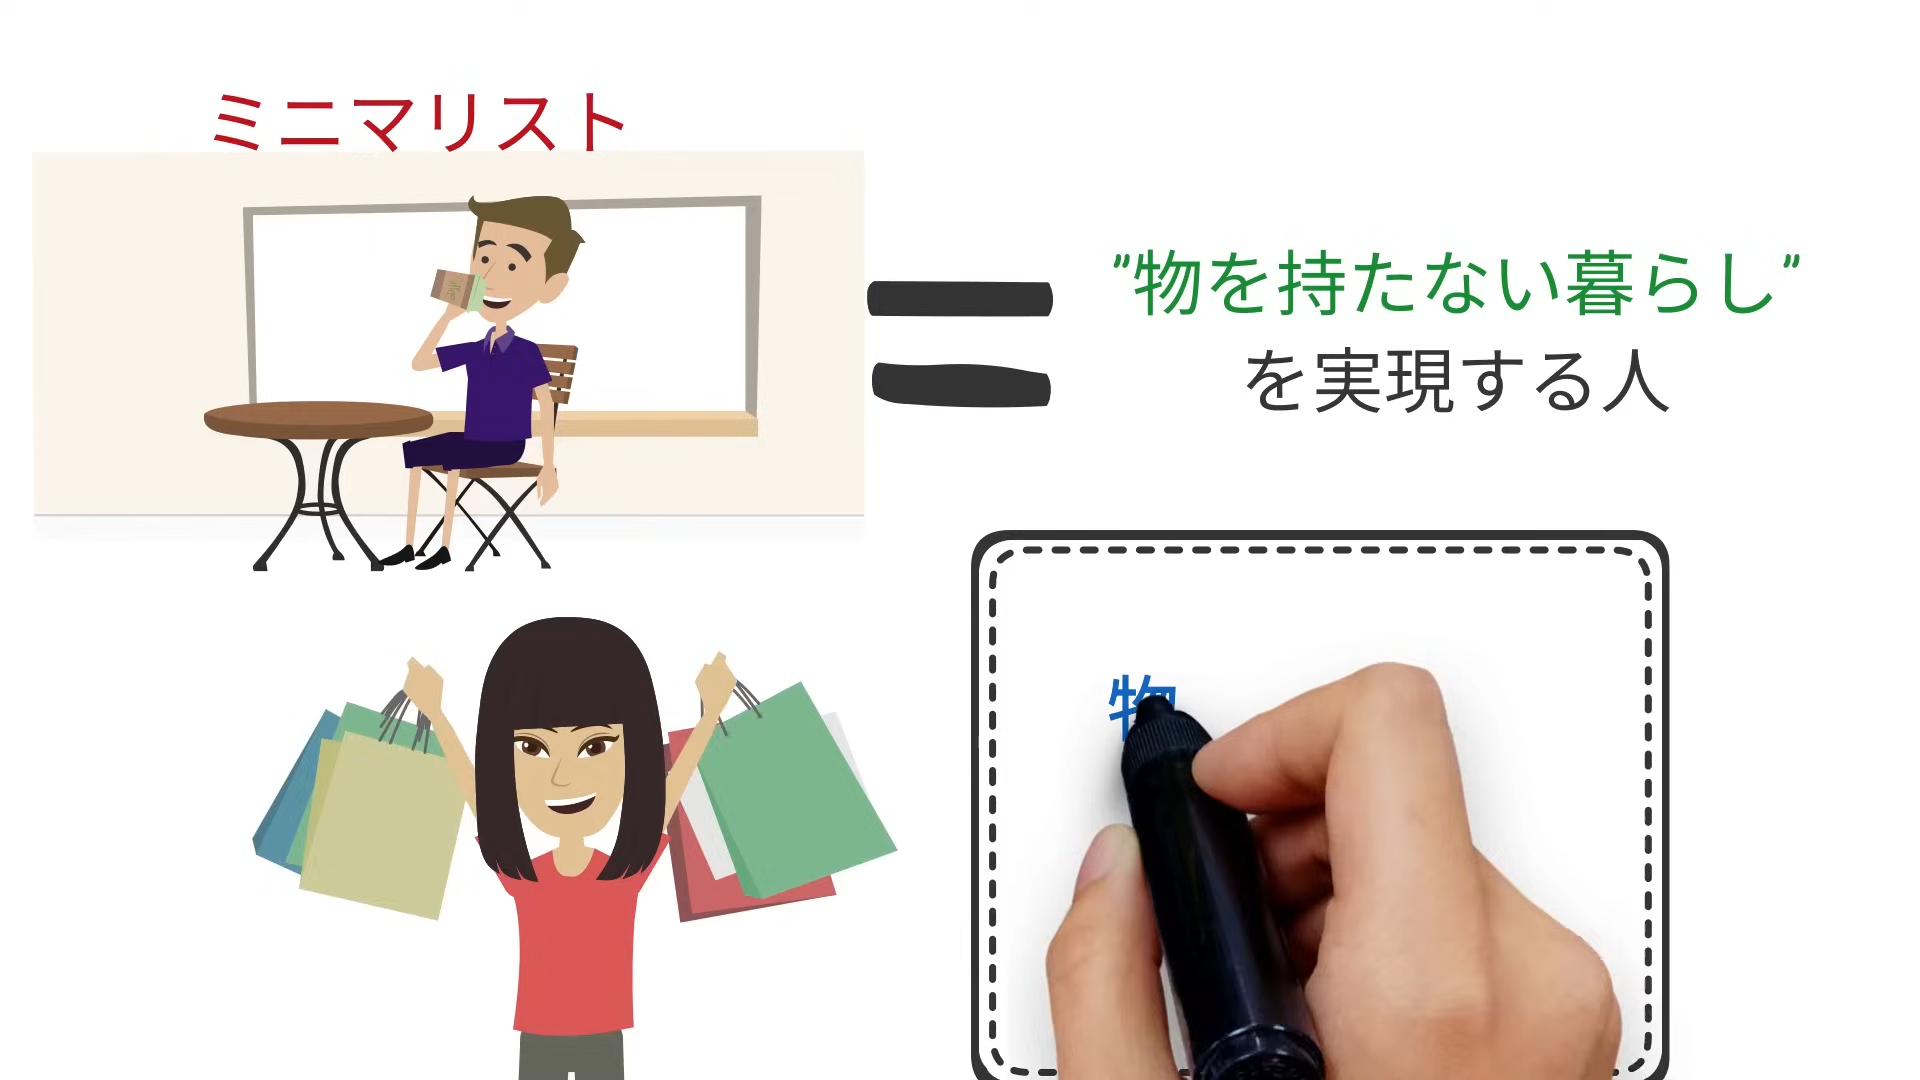 ミニマリスト
”物を持たない暮らし”
を実現する人
物